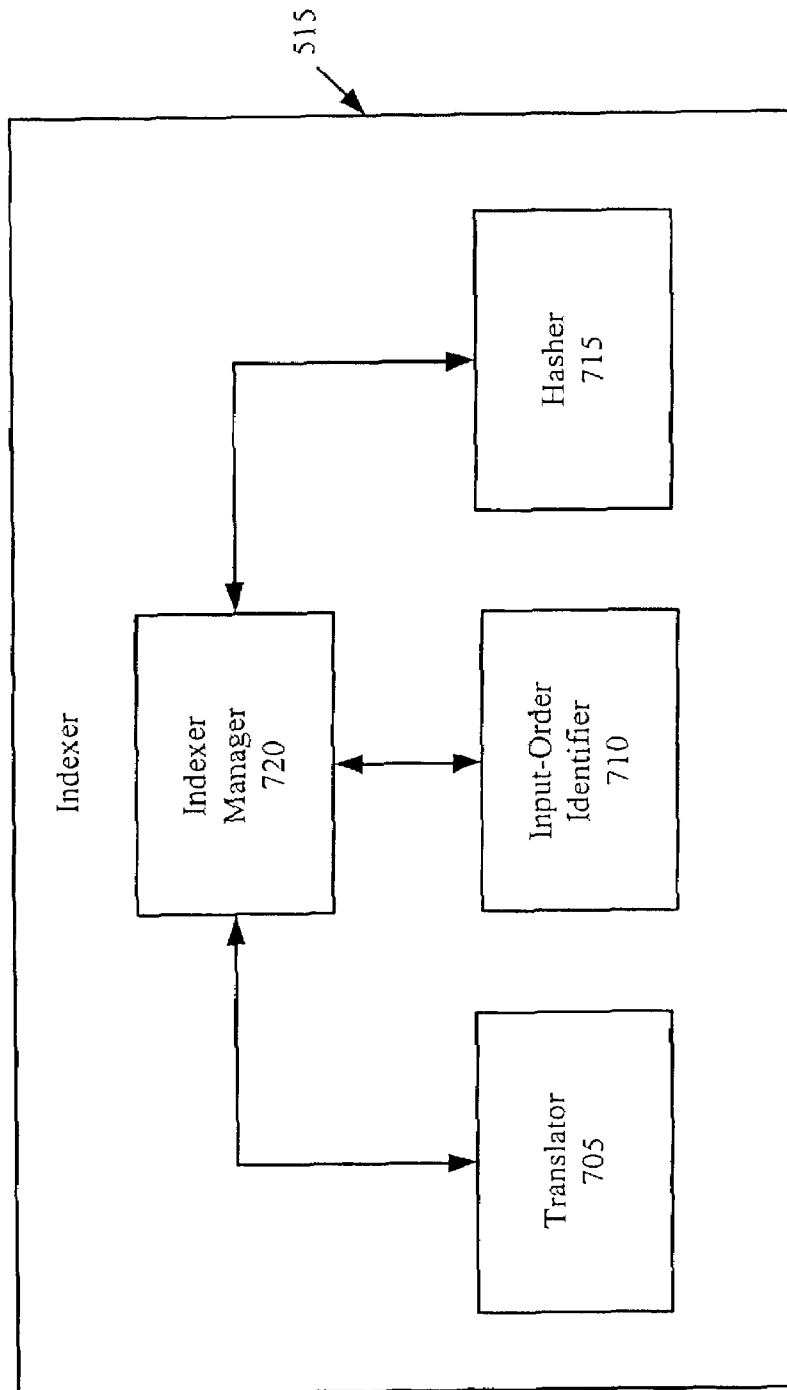 515
Indexer
Indexer
Manager
720
Translator
705
Input-Order
Identifier
710
Hasher
715